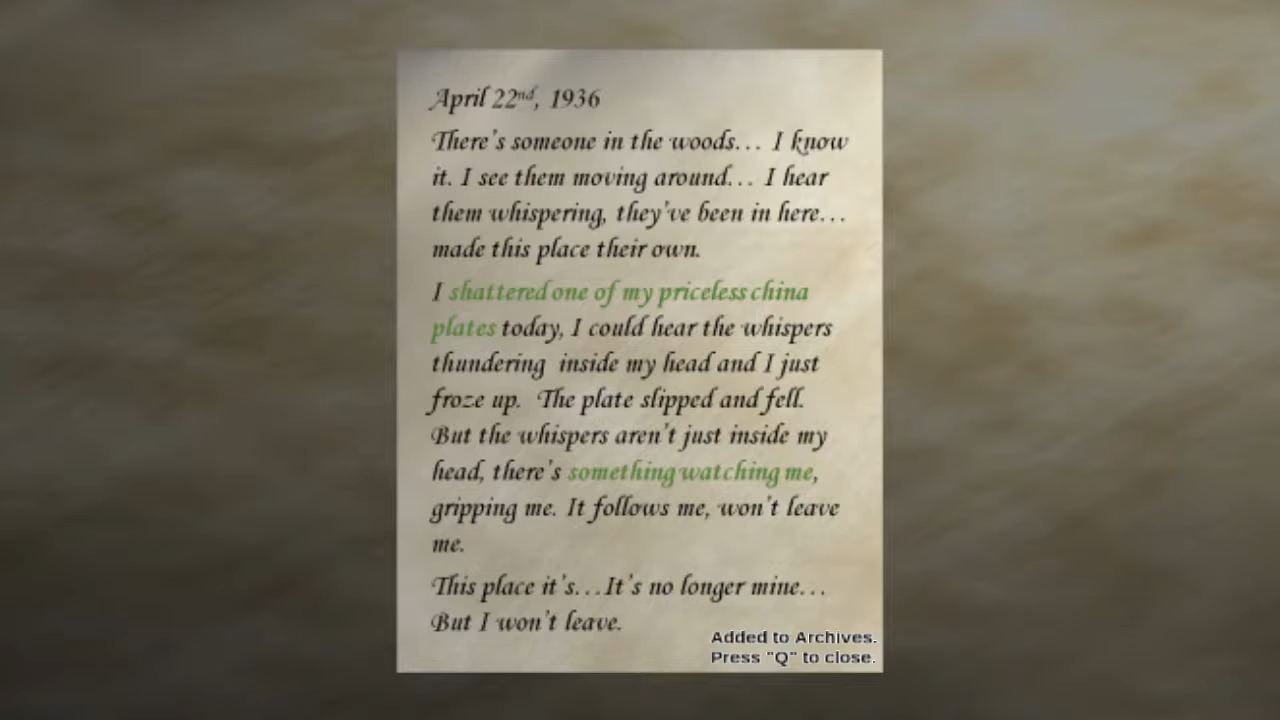 April 22nd, 1936
There's someone in the woods... I know
it. I see them moving around... I hear
them whispering, they've been in here...
made this place their own.
I shattered one of my priceless china
plates today, I could hear the whispers
thundering  inside my head and I just
froze up.  The plate slipped and fell.
But the whispers aren't just inside my
head, there's something watching me,
gripping me. It follows me, won't leave
me.
This place it's...It's no longer mine...
But I won't leave.
Added to Archives.
Press "Q" to close.